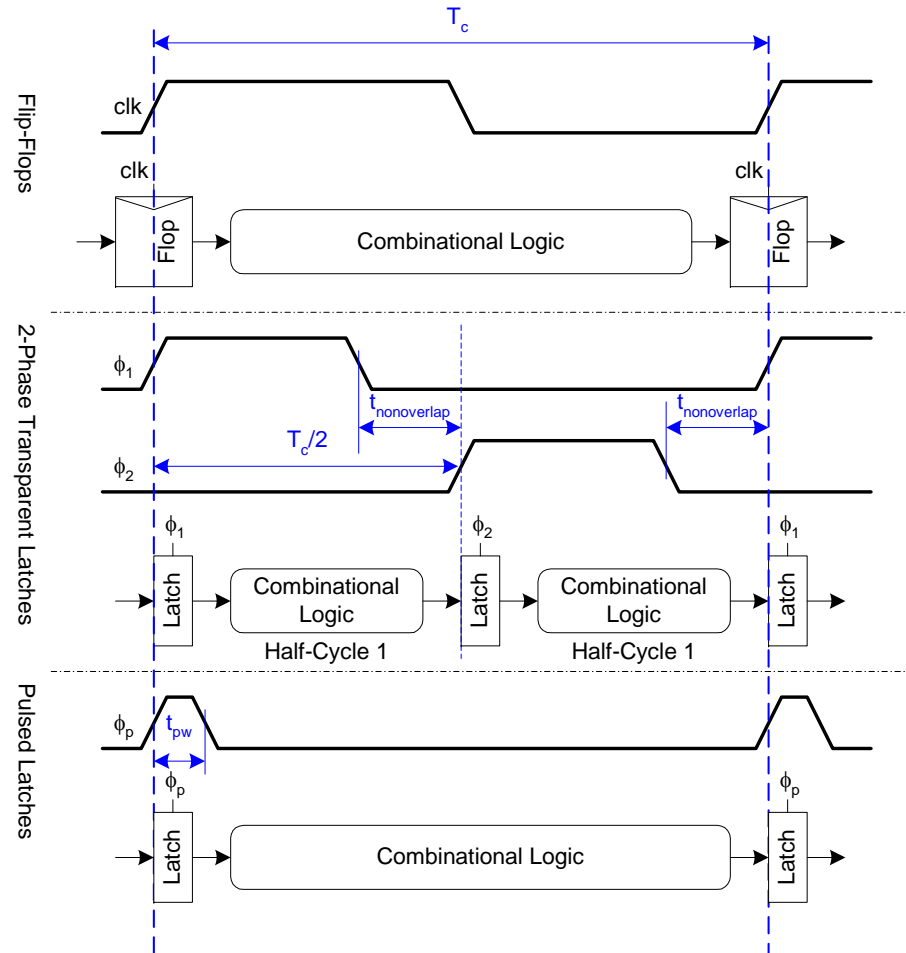 T_c
Flip-Flops
clk
clk
clk
Flop
Combinational Logic
Flop
2-Phase Transparent Latches
ϕ_1
t_nonoverlap
t_nonoverlap
T_c/2
ϕ_2
ϕ_1
ϕ_2
ϕ_1
Latch
Combinational
Logic
Latch
Combinational
Logic
Latch
Half-Cycle 1
Half-Cycle 1
Pulsed Latches
ϕ_p
t_pw
ϕ_p
ϕ_p
Latch
Combinational Logic
Latch